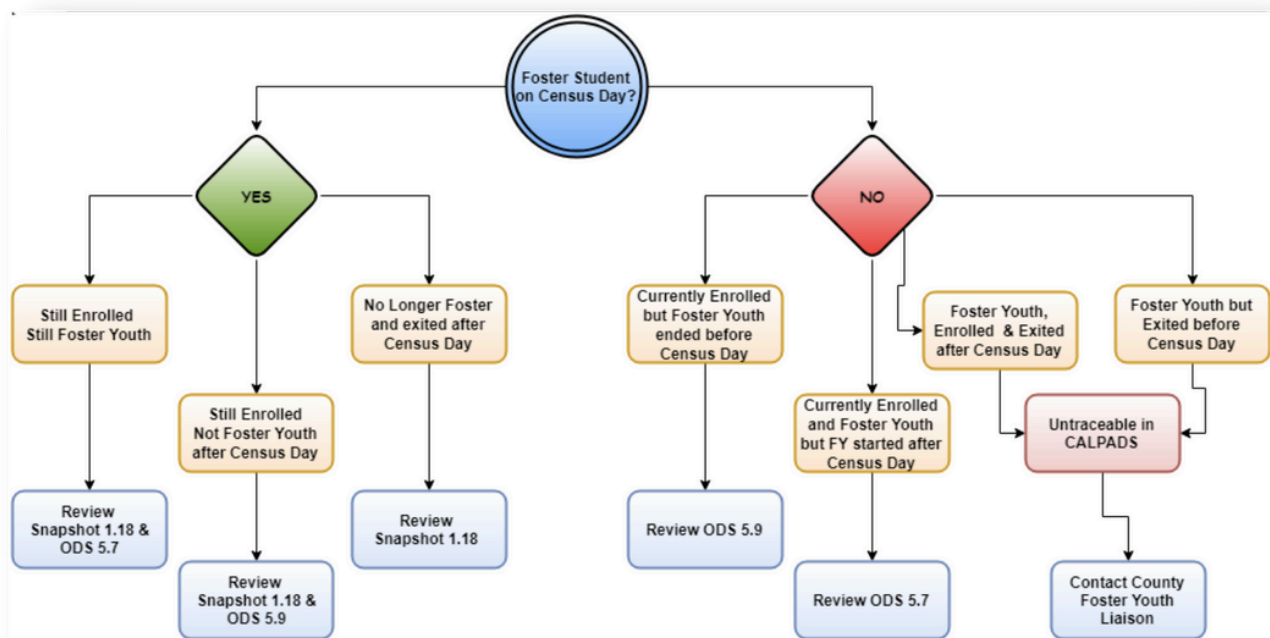 Foster Student
on Census Day?
YES
NO
Still Enrolled
Still Foster Youth
No Longer Foster
and exited after
Census Day
Currently Enrolled
but Foster Youth
ended before
Census Day
Foster Youth,
Enrolled & Exited
after Census Day
Foster Youth but
Exited before
Census Day
Still Enrolled
Not Foster Youth
after Census Day
Currently Enrolled
and Foster Youth
but FY started after
Census Day
Untraceable in
CALPADS
Review
Snapshot 1.18 &
ODS 5.7
Review
Snapshot 1.18
Review ODS 5.9
Review
Snapshot 1.18 &
ODS 5.9
Review ODS 5.7
Contact County
Foster Youth
Liaison